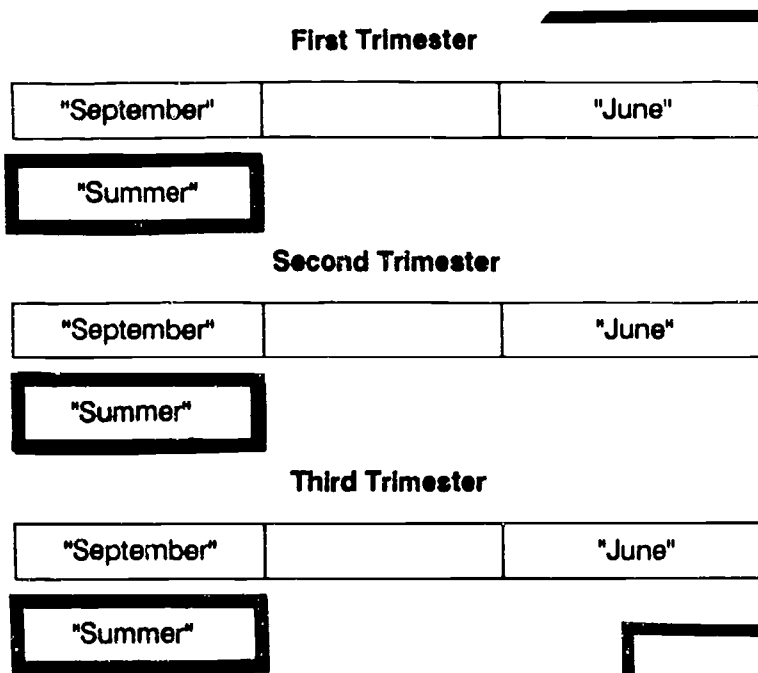 First Trimester
"September" "June"
"Summer"
Second Trimester
"September" "June"
"Summer"
Third Trimester
"September" "June"
"Summer"